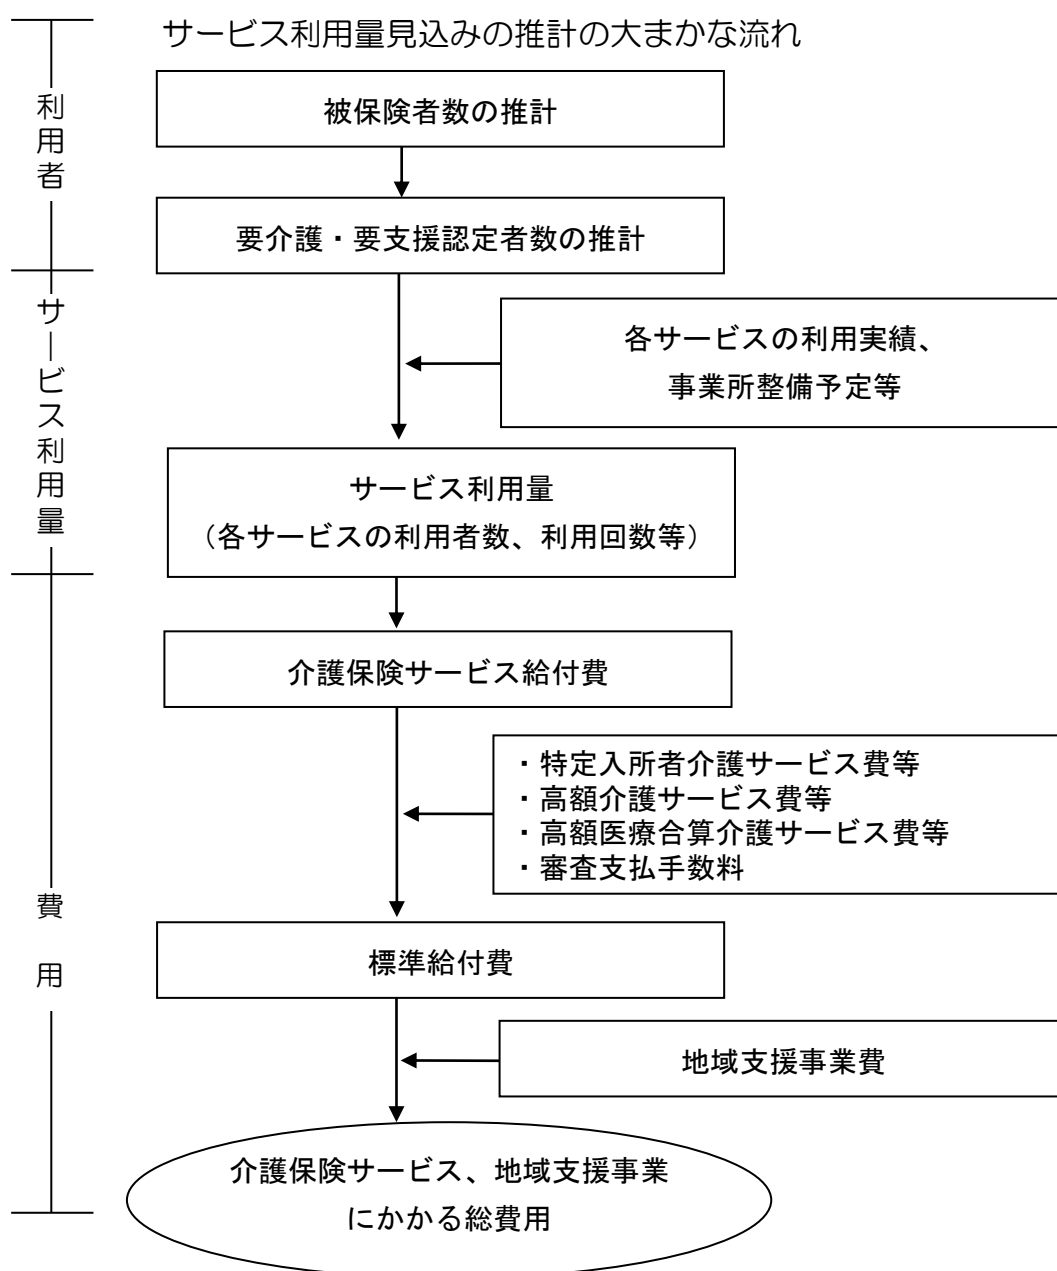 サービス利用量見込みの推計の大まかな流れ
利用者
被保険者数の推計
要介護・要支援認定者数の推計
サービス利用量
各サービスの利用実績、
事業所整備予定等
サービス利用量
（各サービスの利用者数、利用回数等）
費用
介護保険サービス給付費
・特定入所者介護サービス費等
・高額介護サービス費等
・高額医療合算介護サービス費等
・審査支払手数料
標準給付費
地域支援事業費
介護保険サービス、地域支援事業
にかかる総費用